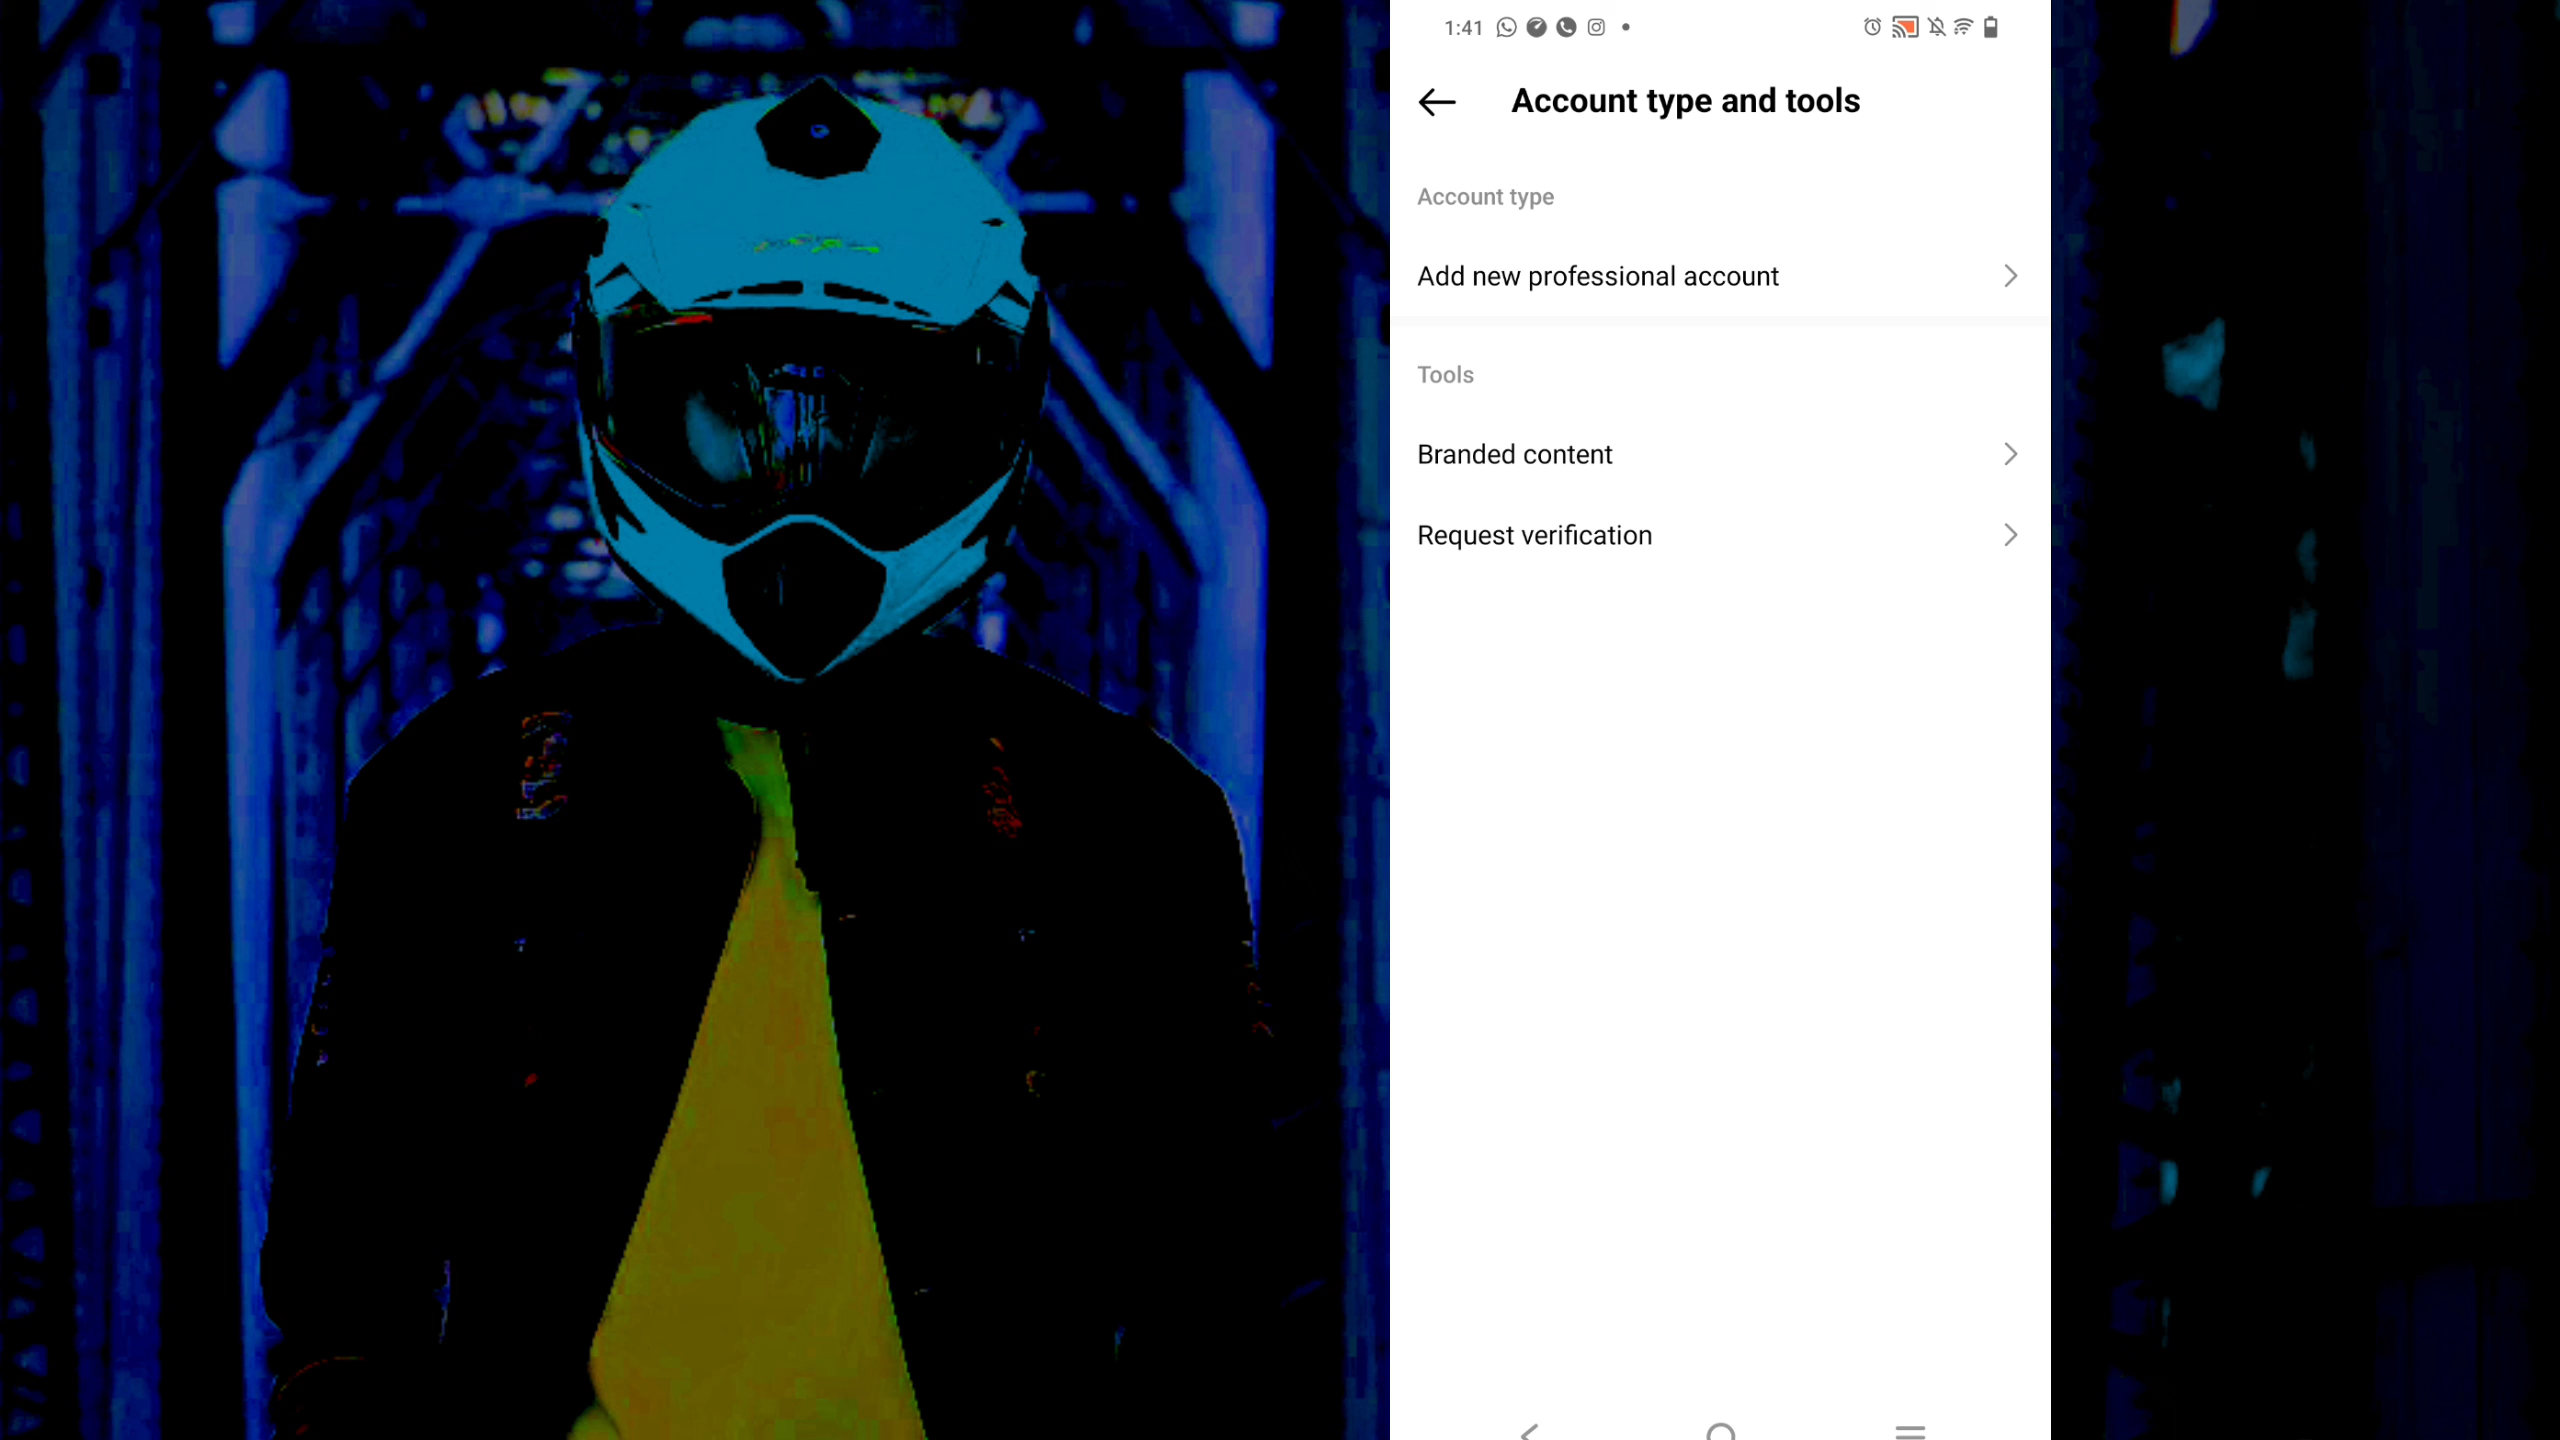 1:41
Account type and tools
Account type
Add new professional account
Tools
Branded content
Request verification